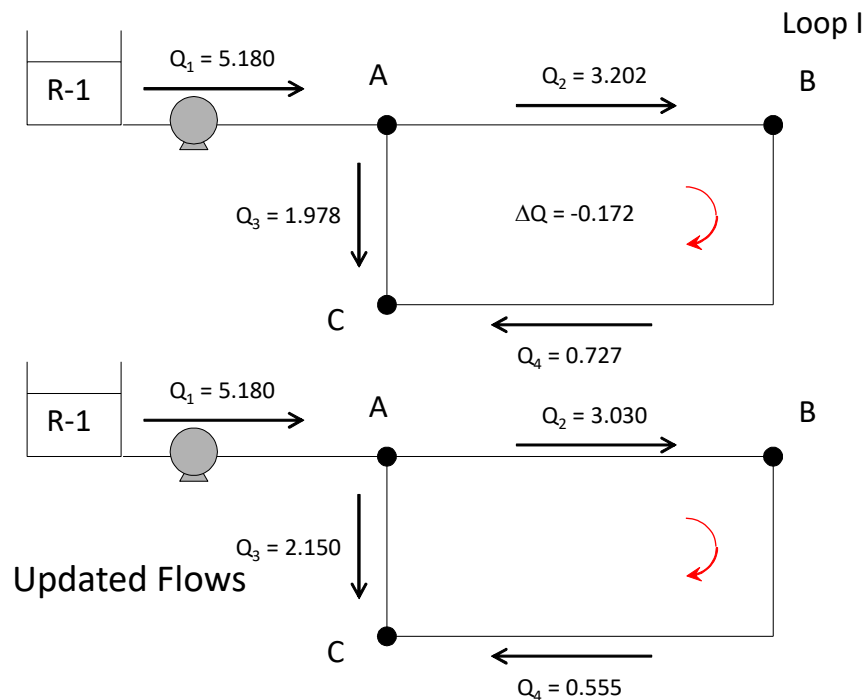 Loop I
Q₁ = 5.180
A
Q₂ = 3.202
B
R-1
Q₃ = 1.978
ΔQ = -0.172
C
Q₄ = 0.727
Q₁ = 5.180
A
Q₂ = 3.030
B
R-1
Q₃ = 2.150
Updated Flows
C
Q₄ = 0.555